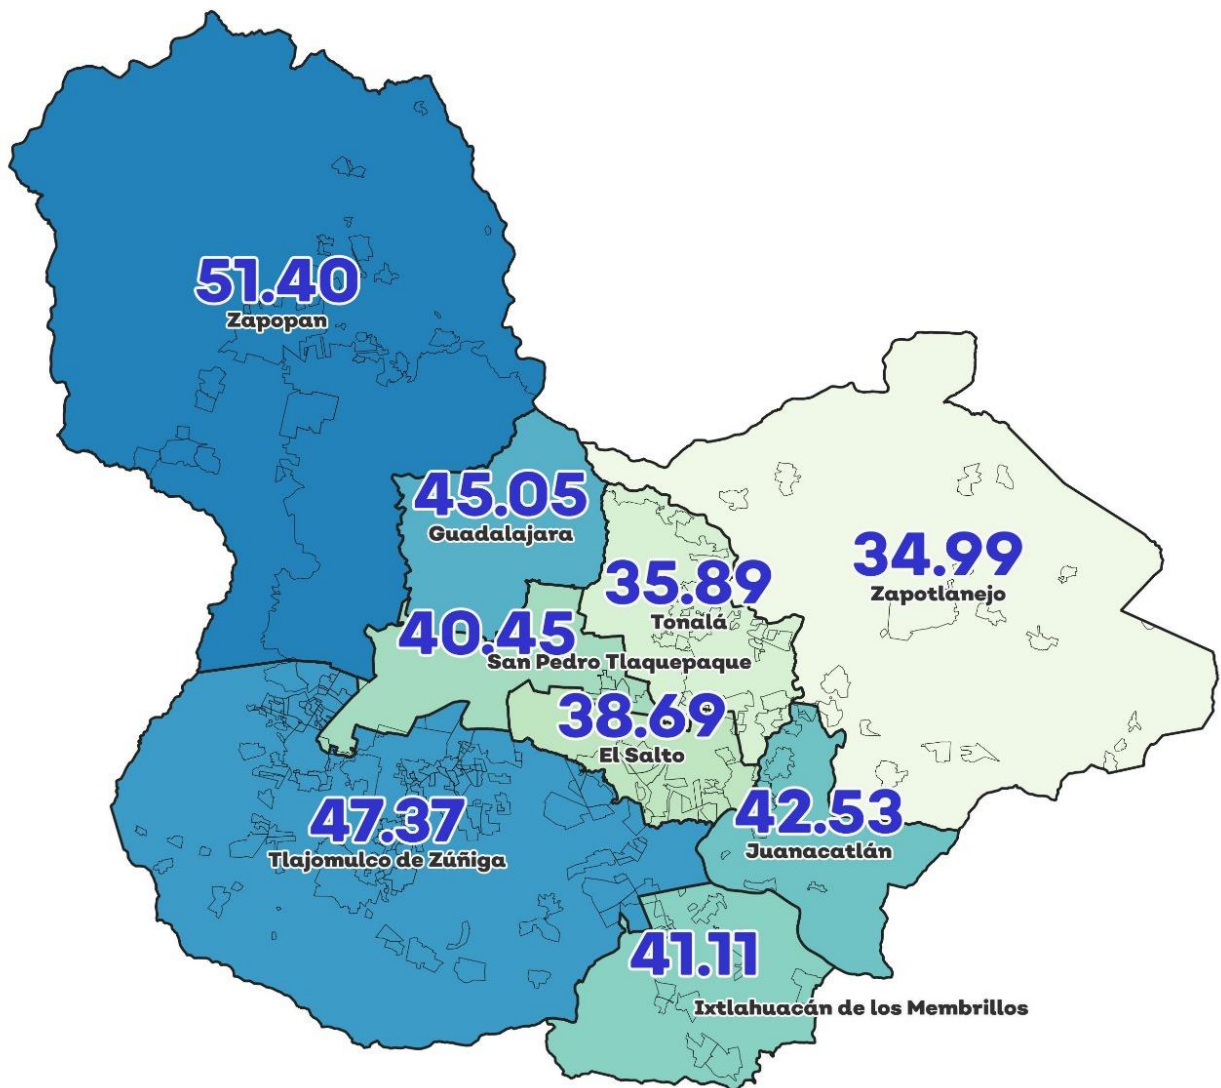 51.40
Zapopan
45.05
Guadalajara
34.99
Zapotlanejo
35.89
Tonalá
40.45
San Pedro Tlaquepaque
38.69
El Salto
47.37
Tlajomulco de Zúñiga
42.53
Juanacatlán
41.11
Ixtlahuacán de los Membrillos